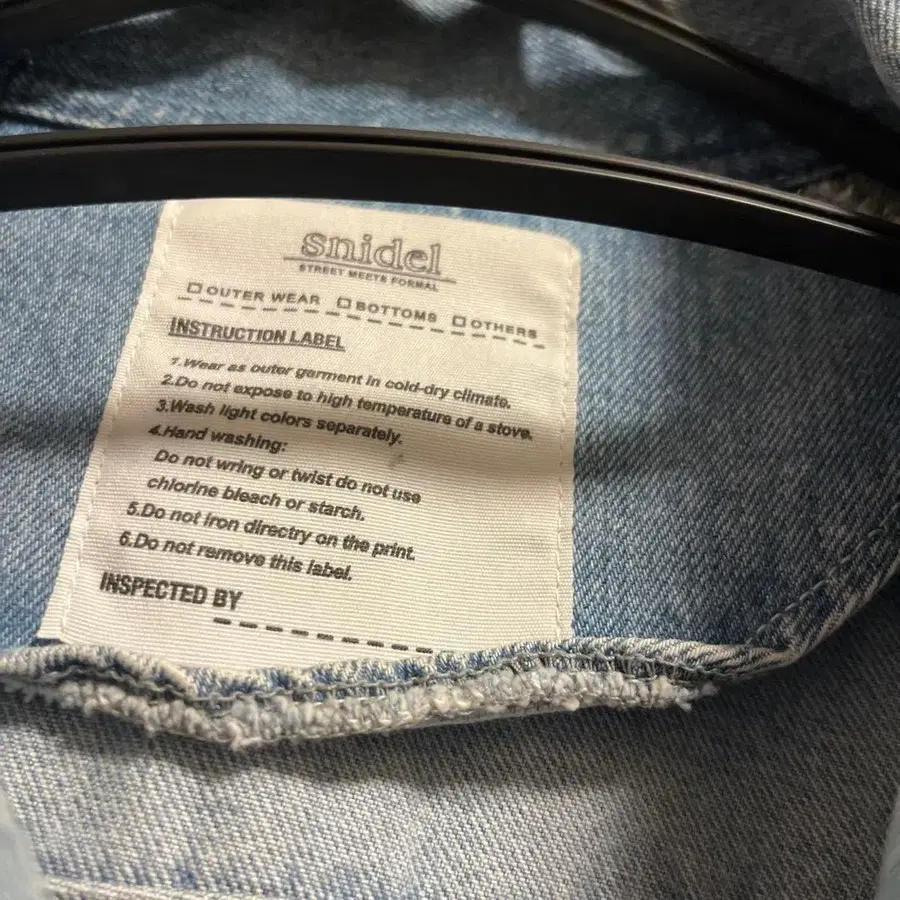 snidel
STREET MEETS FORMAL
OUTER WEAR BOTTOMS OTHERS
INSTRUCTION LABEL
1.Wear as outer garment in cold-dry climate.
2.Do not expose to high temperature of a stove.
3.Wash light colors separately.
4.Hand washing:
Do not wring or twist do not use
chlorine bleach or starch.
5.Do not iron directry on the print.
6.Do not remove this label.
INSPECTED BY